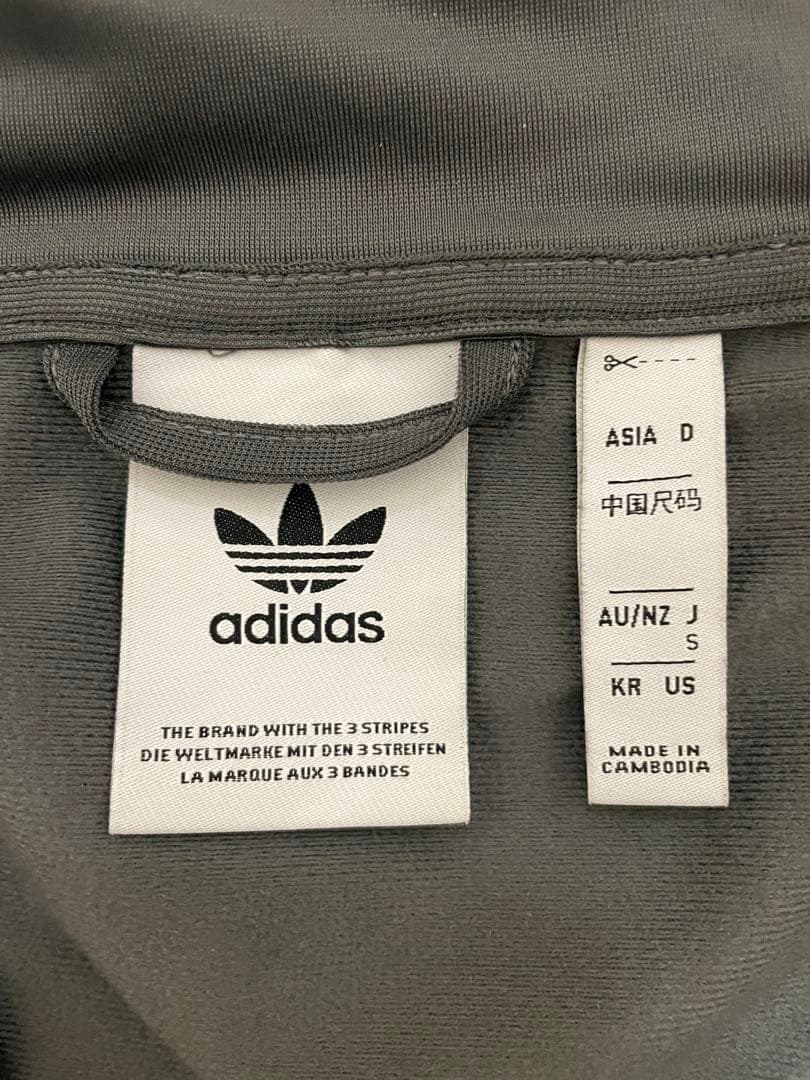 adidas
THE BRAND WITH THE 3 STRIPES
DIE WELTMARKE MIT DEN 3 STREIFEN
LA MARQUE AUX 3 BANDES
ASIA D
中国尺码
AU/NZ J
S
KR US
MADE IN
CAMBODIA